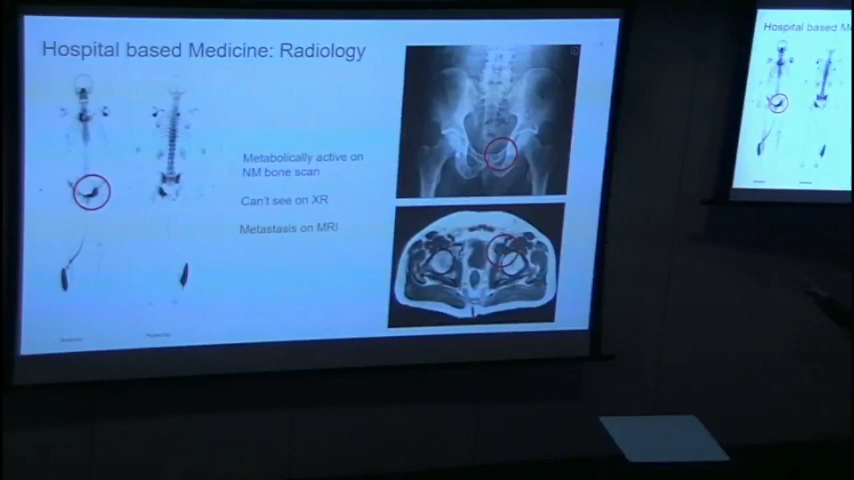 Hospital based Medicine: Radiology
Metabolically active on
NM bone scan
Can't see on XR
Metastasis on MRI
Posterior
Hospital based M